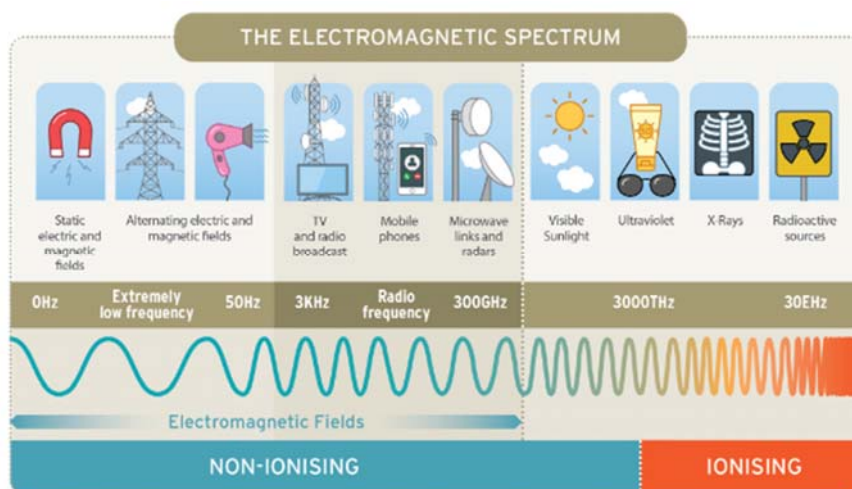 THE ELECTROMAGNETIC SPECTRUM
Static
electric and
magnetic
fields
Alternating electric and
magnetic fields
TV
and radio
broadcast
Mobile
phones
Microwave
links and
radars
Visible
Sunlight
Ultraviolet
X-Rays
Radioactive
sources
0Hz
Extremely
low frequency
50Hz
3KHz
Radio
frequency
300GHz
3000THz
30EHz
Electromagnetic Fields
NON-IONISING
IONISING